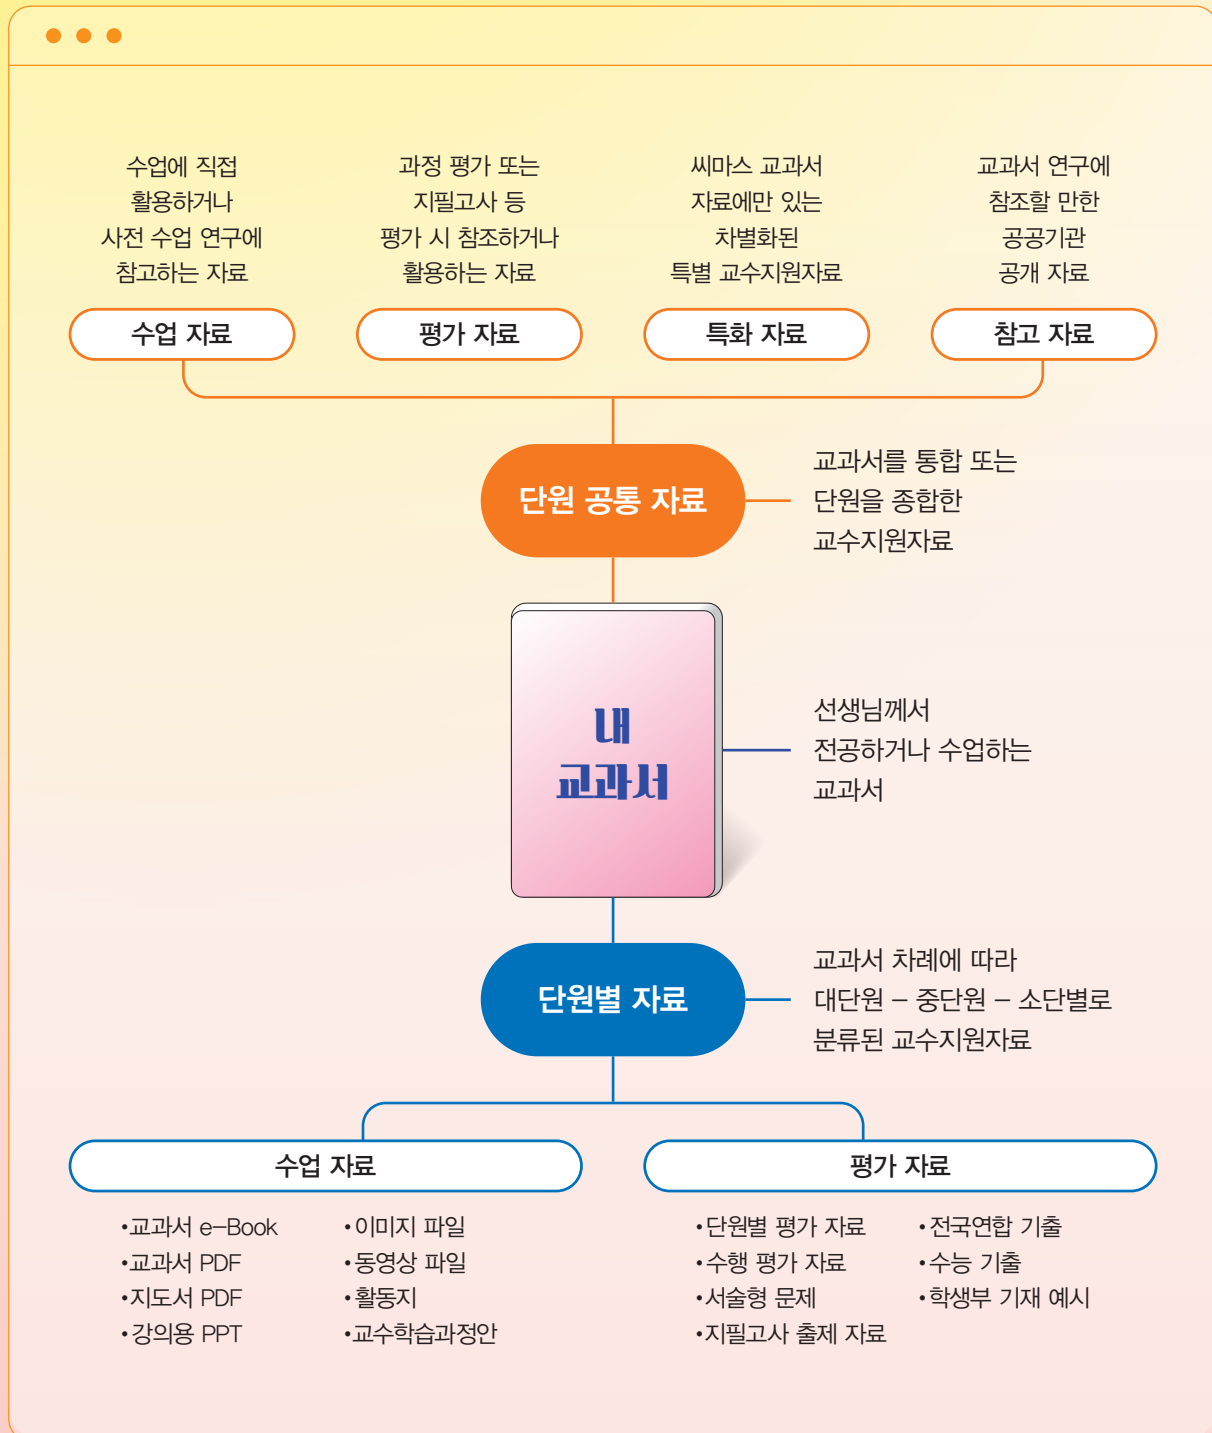 수업에 직접
활용하거나
사전 수업 연구에
참고하는 자료
수업 자료
과정 평가 또는
지필고사 등
평가 시 참조하거나
활용하는 자료
평가 자료
씨마스 교과서
자료에만 있는
차별화된
특별 교수지원자료
특화 자료
교과서 연구에
참조할 만한
공공기관
공개 자료
참고 자료
단원 공통 자료
교과서를 통합 또는
단원을 종합한
교수지원자료
내
교과서
선생님께서
전공하거나 수업하는
교과서
단원별 자료
교과서 차례에 따라
대단원 – 중단원 – 소단별로
분류된 교수지원자료
수업 자료
•교과서 e-Book
•교과서 PDF
•지도서 PDF
•강의용 PPT
•이미지 파일
•동영상 파일
•활동지
•교수학습과정안
평가 자료
•단원별 평가 자료
•수행 평가 자료
•서술형 문제
•지필고사 출제 자료
•전국연합 기출
•수능 기출
•학생부 기재 예시